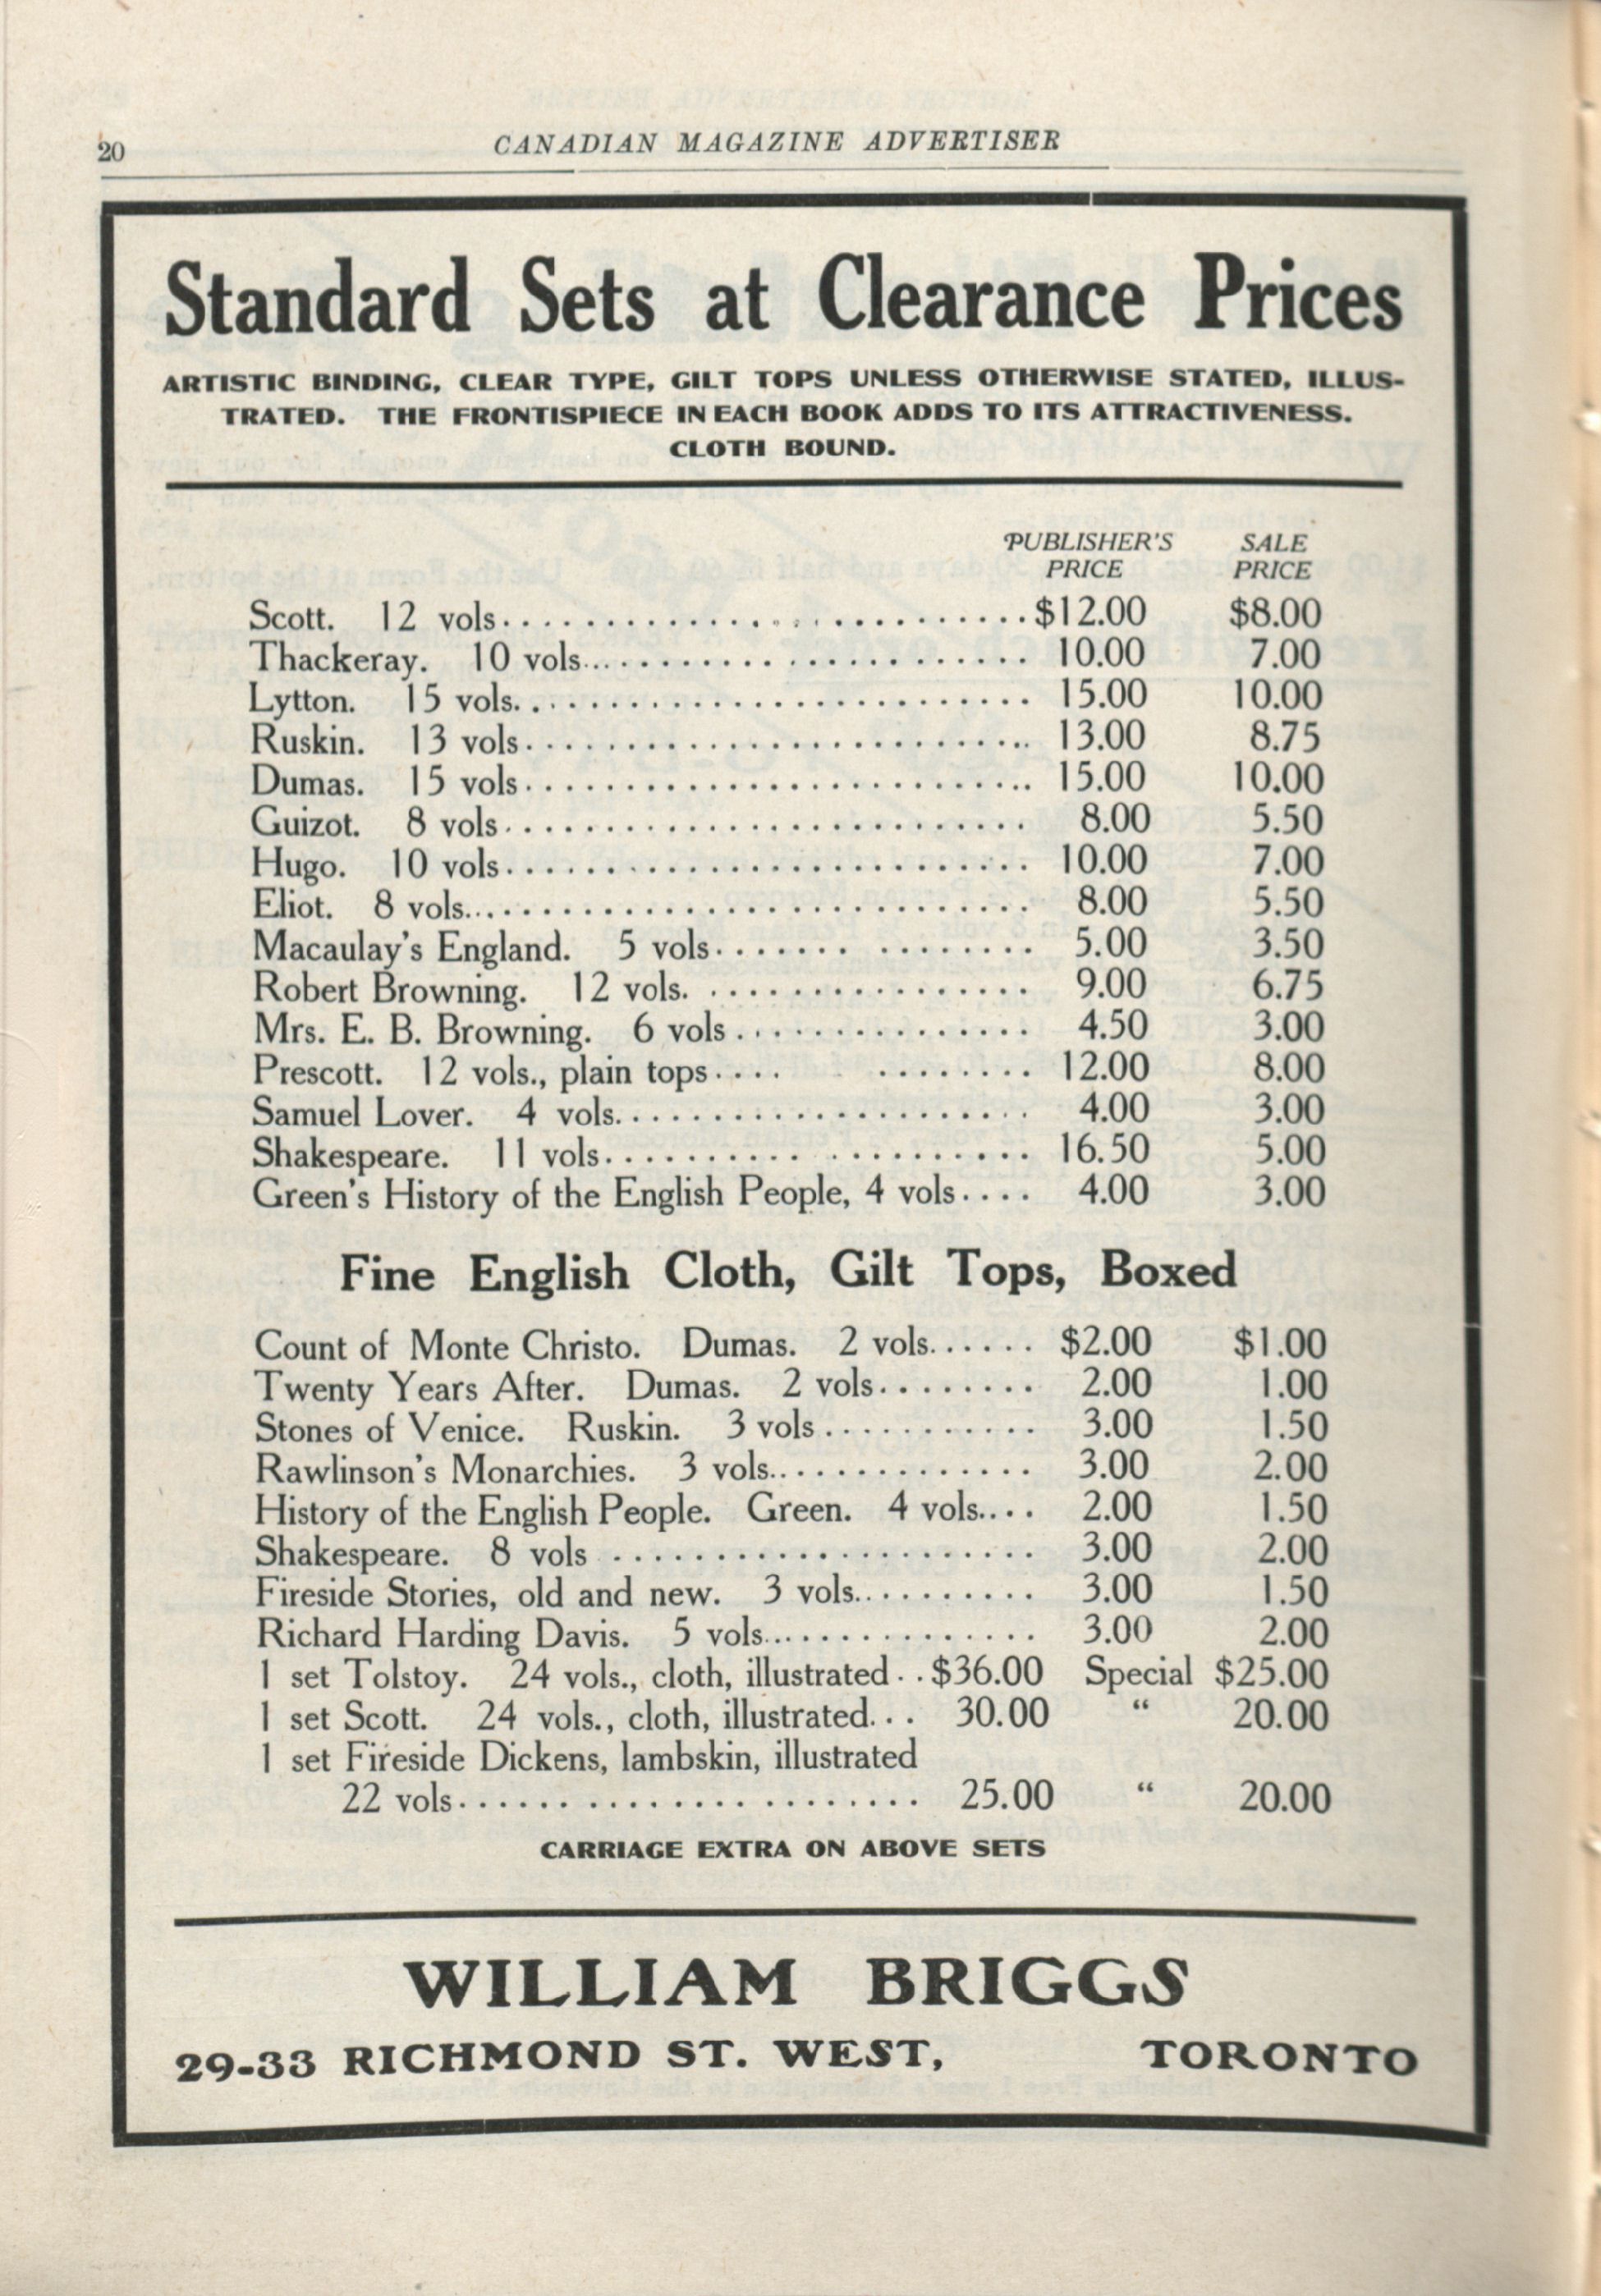 20
CANADIAN MAGAZINE ADVERTISER
Standard Sets at Clearance Prices
ARTISTIC BINDING, CLEAR TYPE, GILT TOPS UNLESS OTHERWISE STATED, ILLUS-
TRATED. THE FRONTISPIECE IN EACH BOOK ADDS TO ITS ATTRACTIVENESS.
CLOTH BOUND.
PUBLISHER'S PRICE SALE PRICE
Scott. 12 vols. $12.00 $8.00
Thackeray. 10 vols. 10.00 7.00
Lytton. 15 vols. 15.00 10.00
Ruskin. 13 vols. 13.00 8.75
Dumas. 15 vols. 15.00 10.00
Guizot. 8 vols. 8.00 5.50
Hugo. 10 vols. 10.00 7.00
Eliot. 8 vols. 8.00 5.50
Macaulay's England. 5 vols. 5.00 3.50
Robert Browning. 12 vols. 9.00 6.75
Mrs. E. B. Browning. 6 vols. 4.50 3.00
Prescott. 12 vols., plain tops. 12.00 8.00
Samuel Lover. 4 vols. 4.00 3.00
Shakespeare. 11 vols. 16.50 5.00
Green's History of the English People, 4 vols. 4.00 3.00
Fine English Cloth, Gilt Tops, Boxed
Count of Monte Christo. Dumas. 2 vols. $2.00 $1.00
Twenty Years After. Dumas. 2 vols. 2.00 1.00
Stones of Venice. Ruskin. 3 vols. 3.00 1.50
Rawlinson's Monarchies. 3 vols. 3.00 2.00
History of the English People. Green. 4 vols. 2.00 1.50
Shakespeare. 8 vols 3.00 2.00
Fireside Stories, old and new. 3 vols. 3.00 1.50
Richard Harding Davis. 5 vols. 3.00 2.00
1 set Tolstoy. 24 vols., cloth, illustrated. $36.00 Special $25.00
1 set Scott. 24 vols., cloth, illustrated. 30.00 " 20.00
1 set Fireside Dickens, lambskin, illustrated
22 vols. 25.00 " 20.00
CARRIAGE EXTRA ON ABOVE SETS
WILLIAM BRIGGS
29-33 RICHMOND ST. WEST, TORONTO